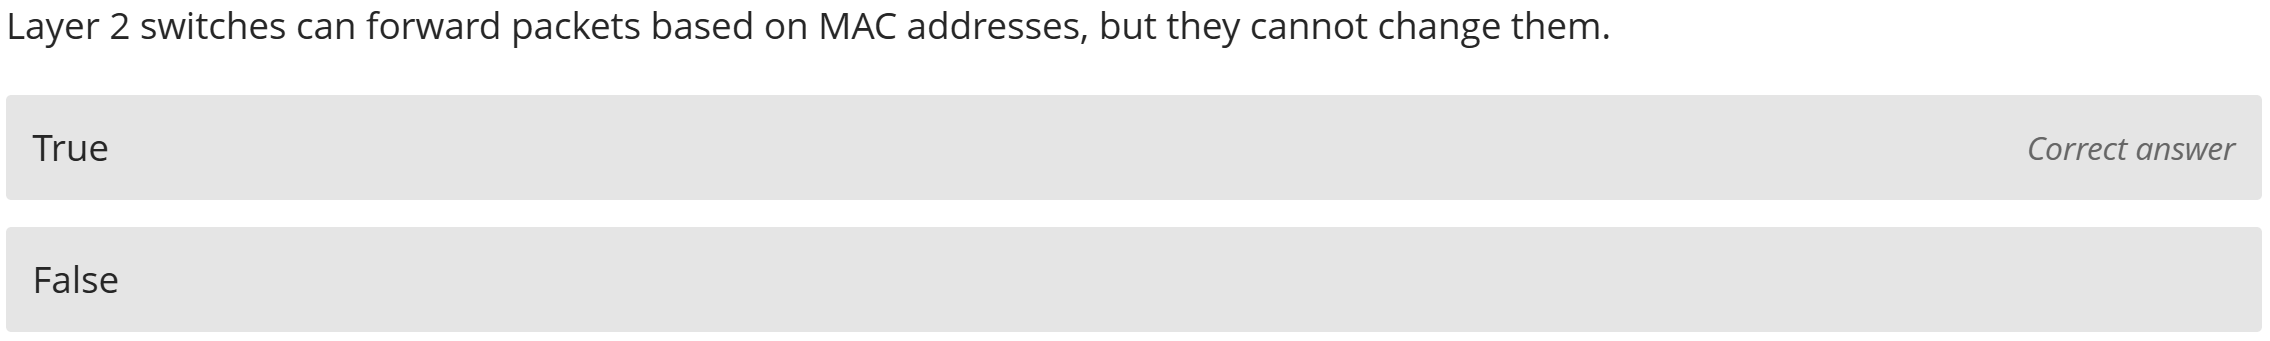 Layer 2 switches can forward packets based on MAC addresses, but they cannot change them.
True
Correct answer
False